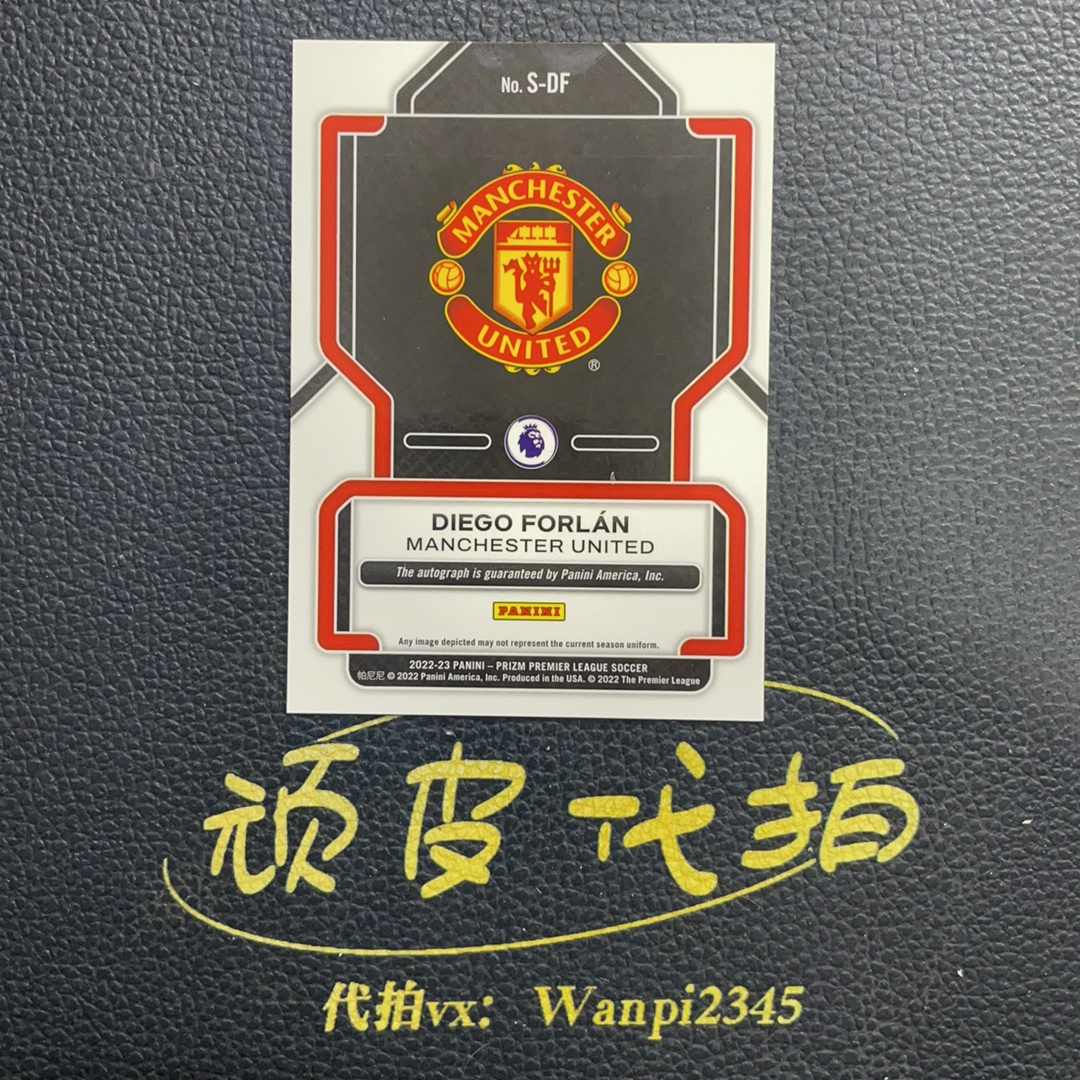 No. S-DF
MANCHESTER
UNITED
®
DIEGO FORLÁN
MANCHESTER UNITED
The autograph is guaranteed by Panini America, Inc.
PANINI
Any image depicted may not represent the current season uniform.
2022-23 PANINI – PRIZM PREMIER LEAGUE SOCCER
帕尼尼 © 2022 Panini America, Inc. Produced in the USA. © 2022 The Premier League
顽皮代拍
代拍vx：Wanpi2345